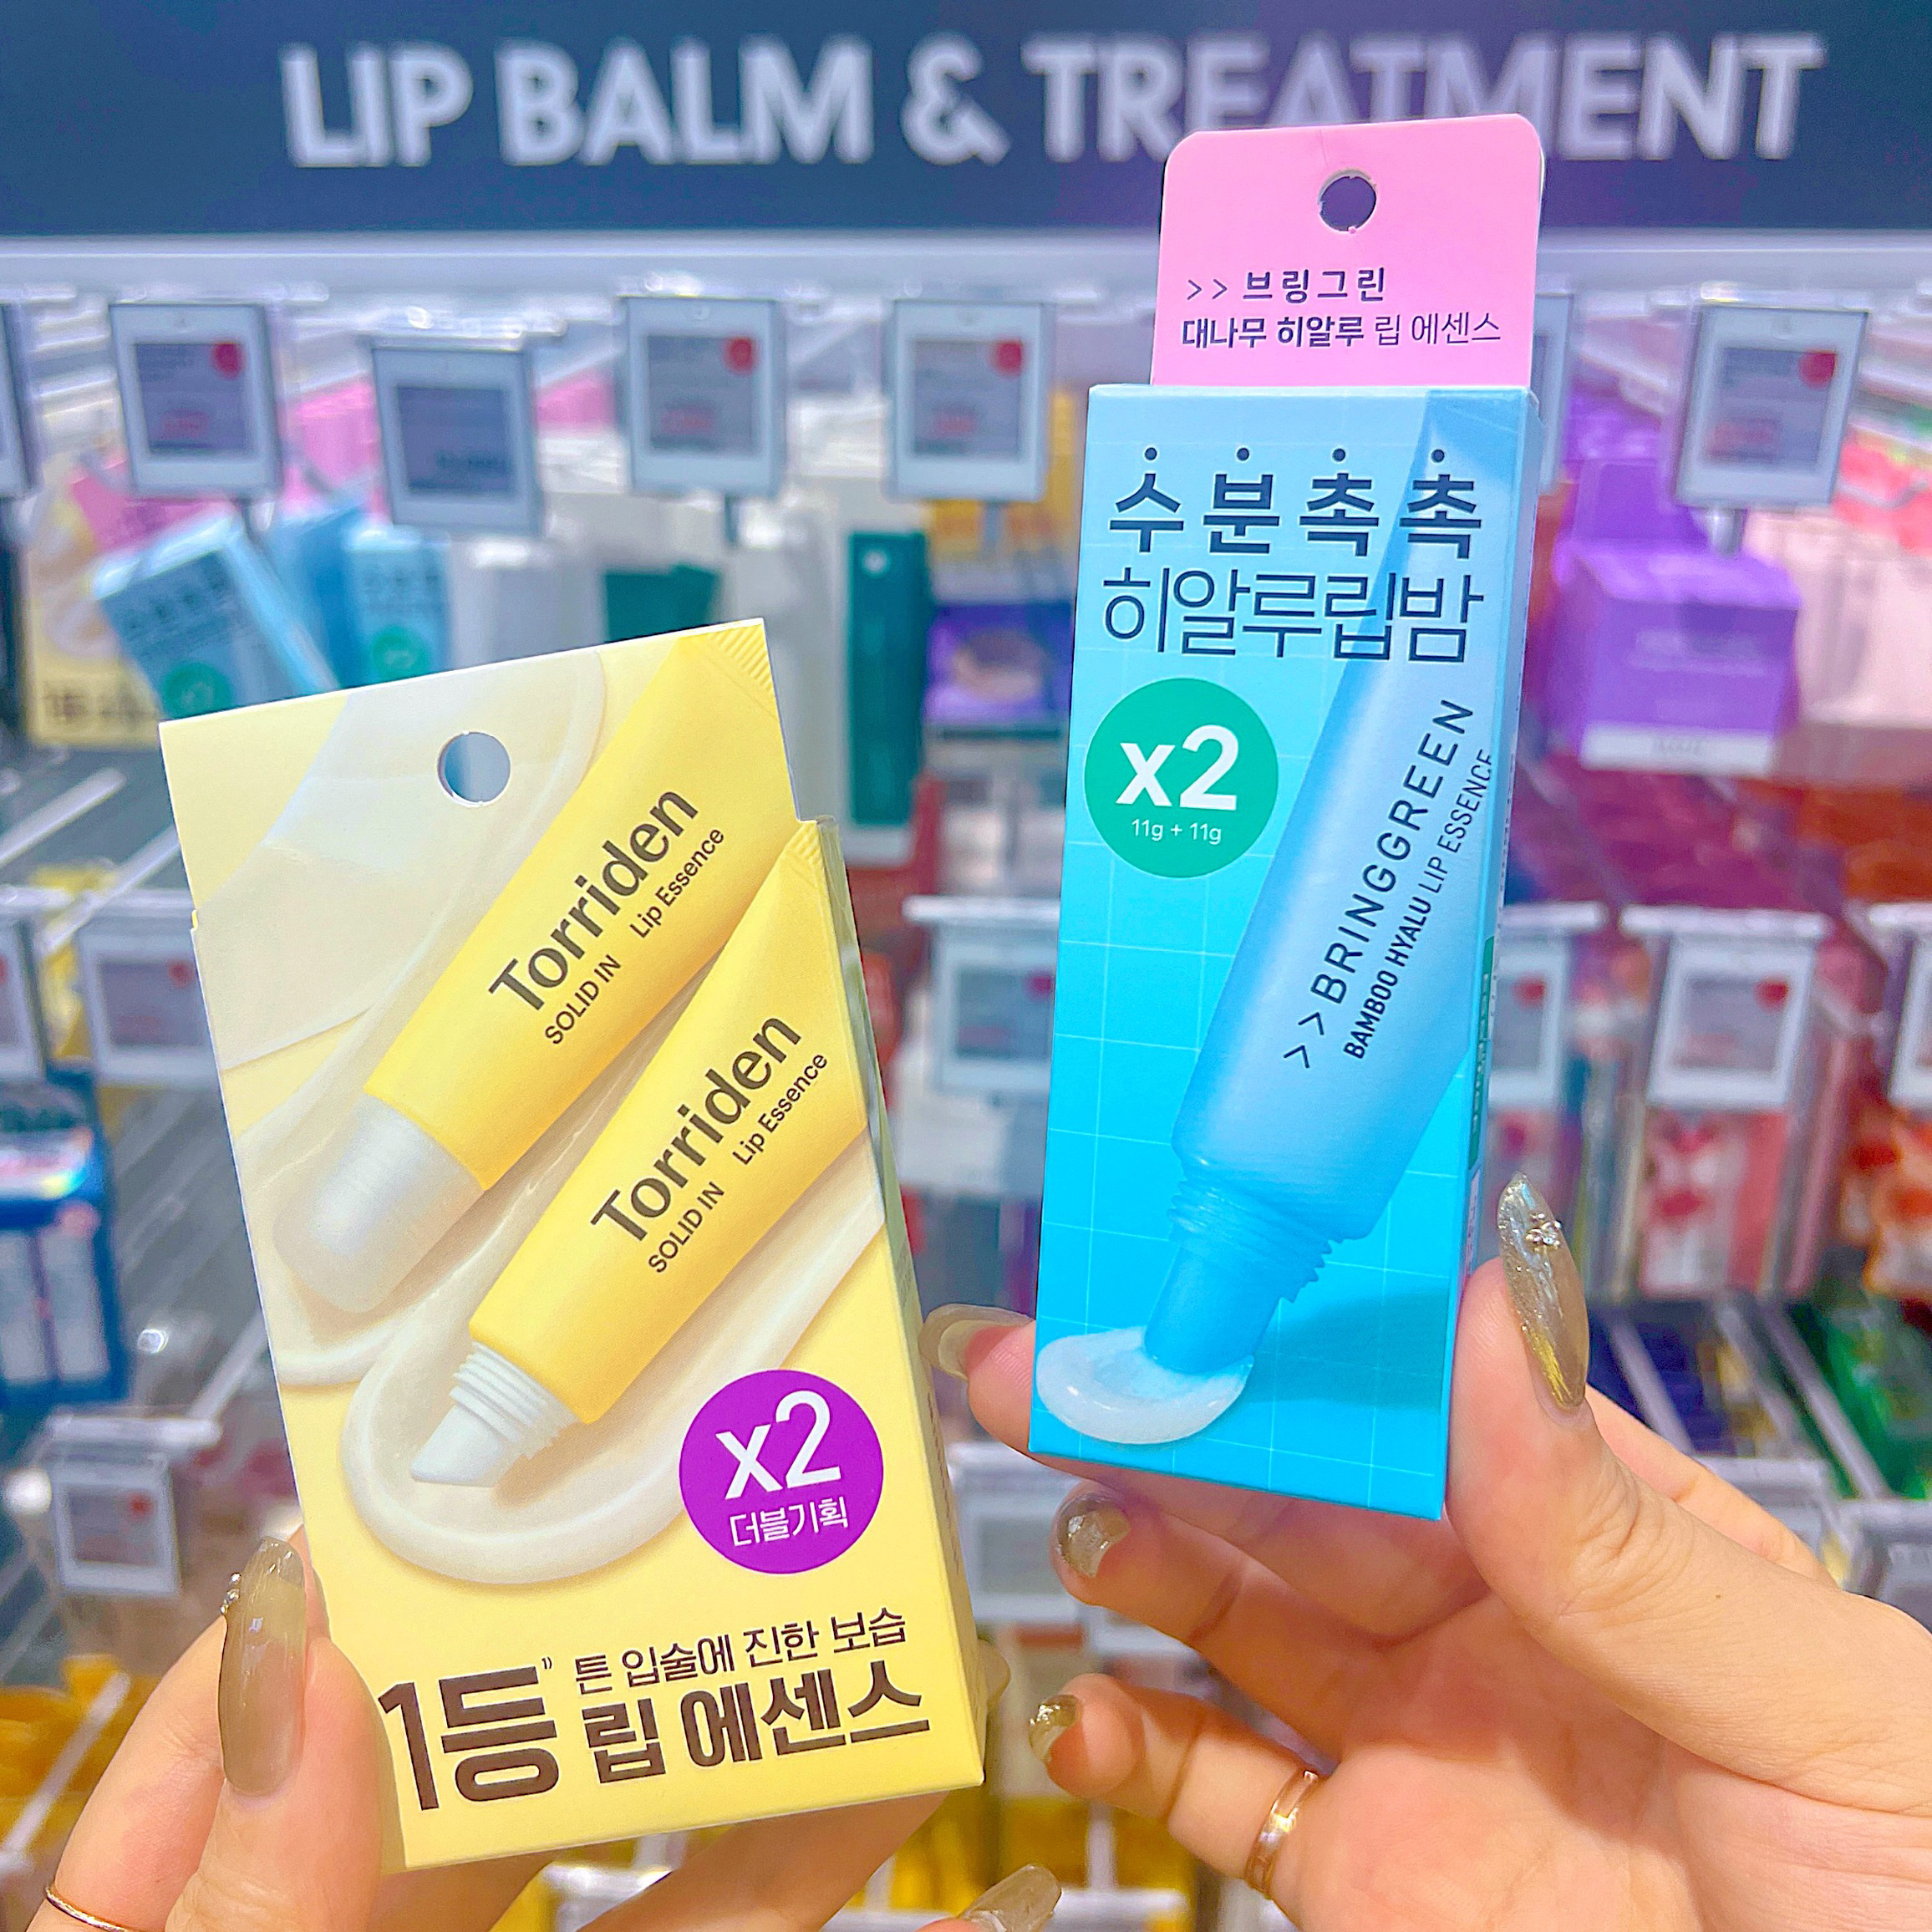 LIP BALM & TREATMENT
>> 브링그린
대나무 히알루 립 에센스
수분촉촉
히알루립밤
x2
11g + 11g
>> BRINGGREEN
BAMBOO HYALU LIP ESSENCE
Torriden
SOLID IN Lip Essence
Torriden
SOLID IN Lip Essence
x2
더블기획
1등¹⁾
튼 입술에 진한 보습
립 에센스